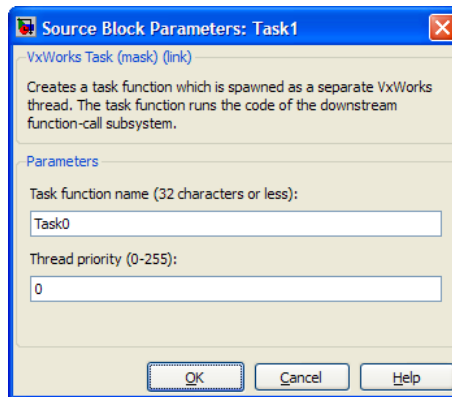 Source Block Parameters: Task1
VxWorks Task (mask) (link)
Creates a task function which is spawned as a separate VxWorks
thread. The task function runs the code of the downstream
function-call subsystem.
Parameters
Task function name (32 characters or less):
Task0
Thread priority (0-255):
0
OK Cancel Help